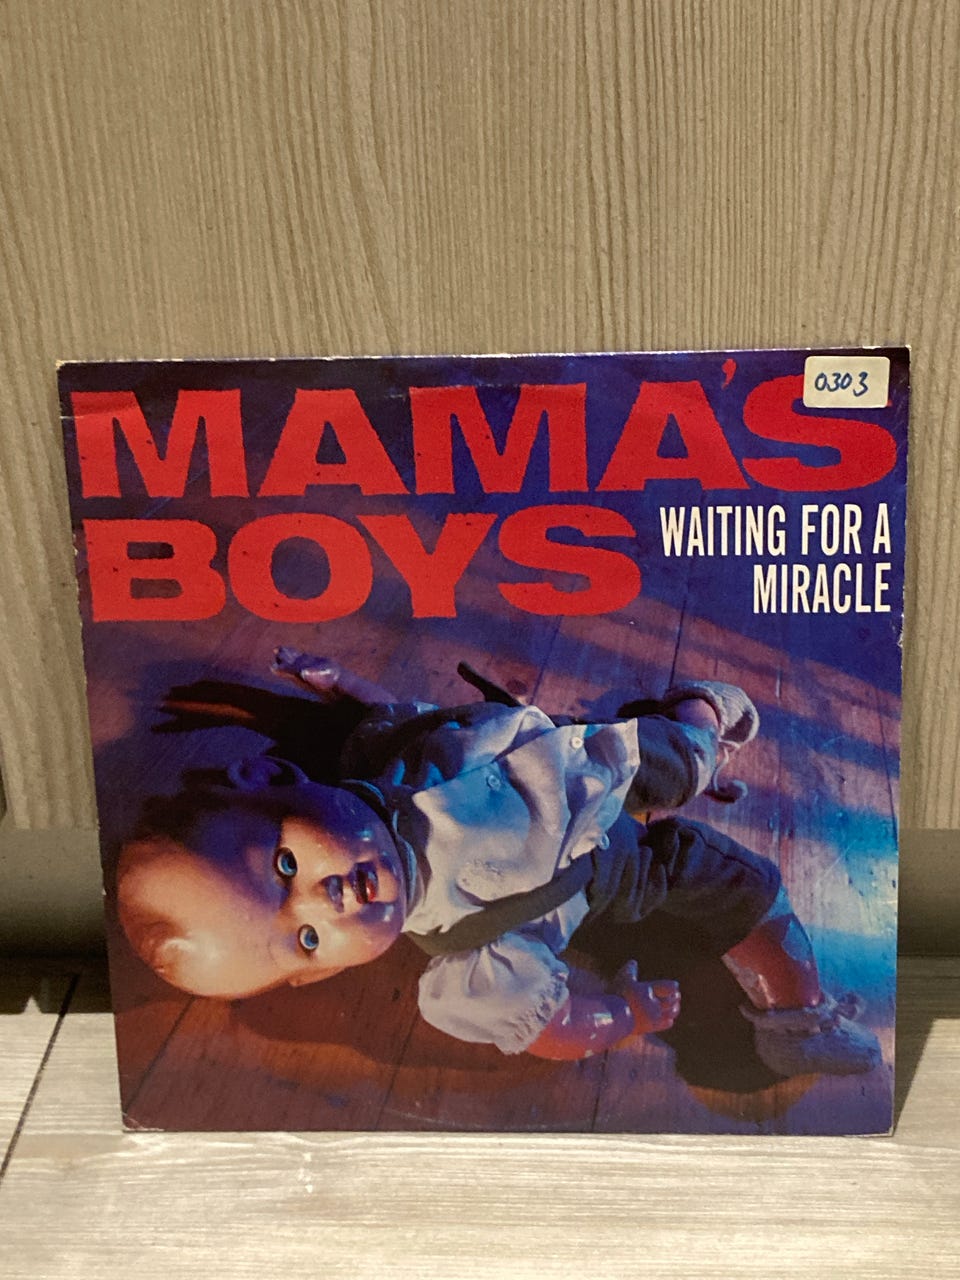 0303
MAMA'S
BOYS
WAITING FOR A
MIRACLE